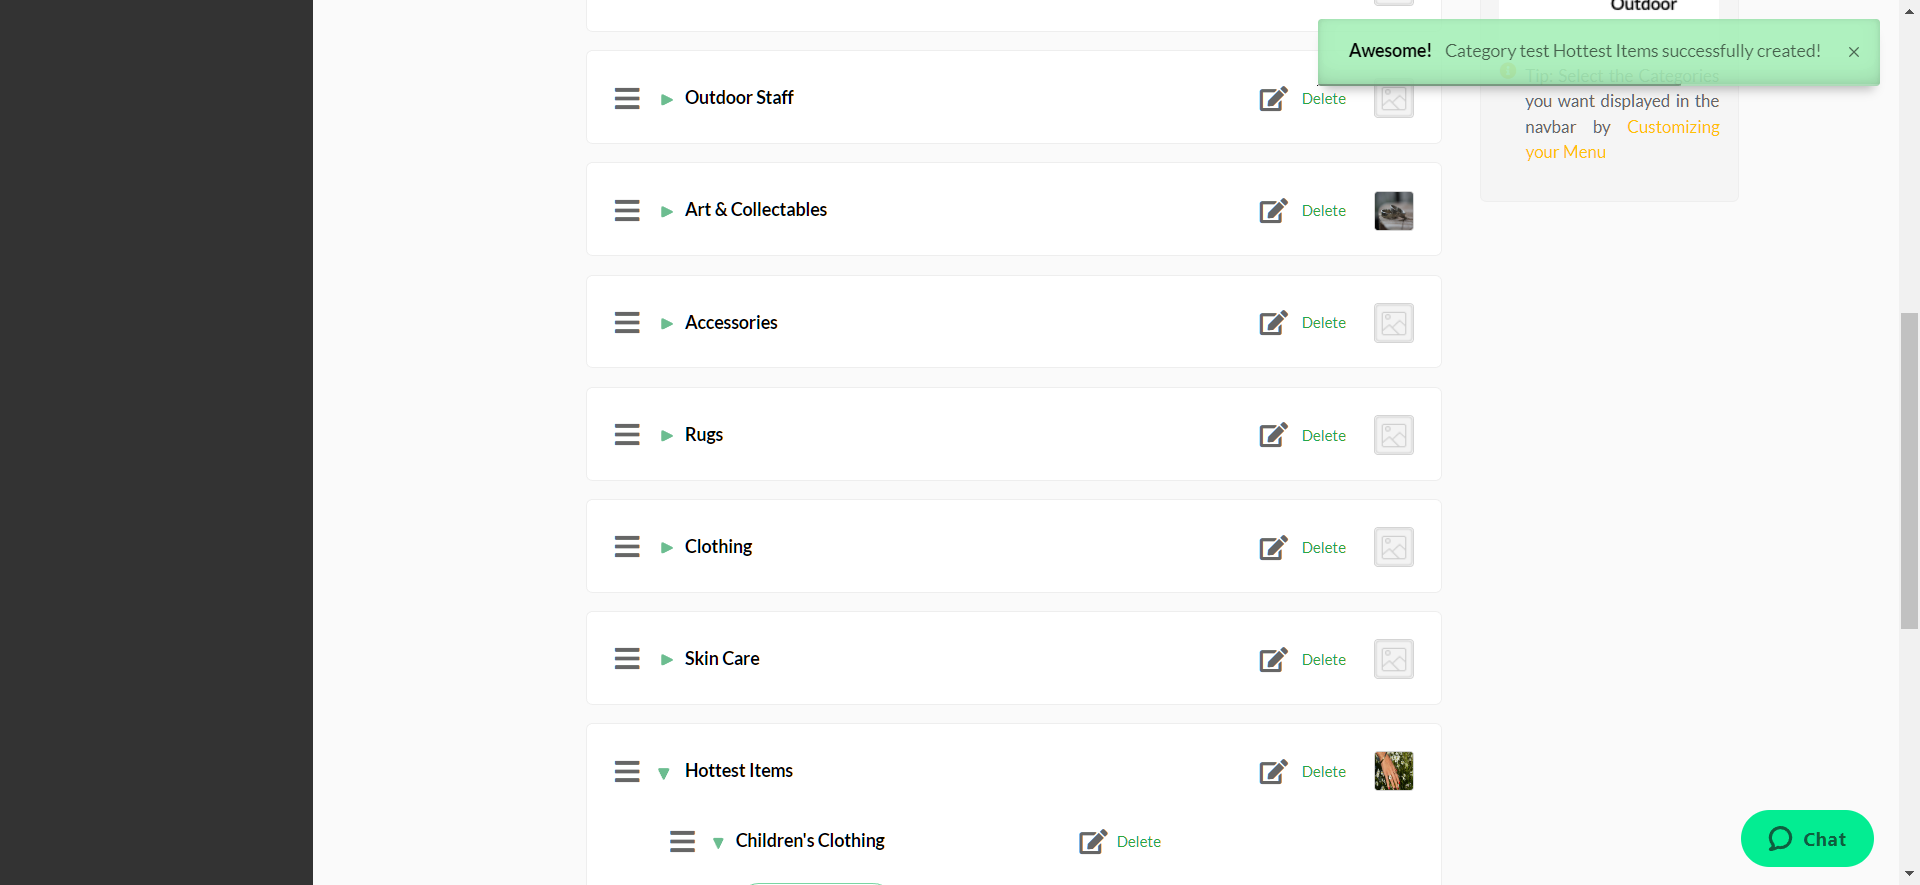 Outdoor
Awesome! Category test Hottest Items successfully created! ×
Tip: Select the Categories
you want displayed in the
navbar by Customizing
your Menu
Outdoor Staff
Delete
Art & Collectables
Delete
Accessories
Delete
Rugs
Delete
Clothing
Delete
Skin Care
Delete
Hottest Items
Delete
Children's Clothing
Delete
Chat